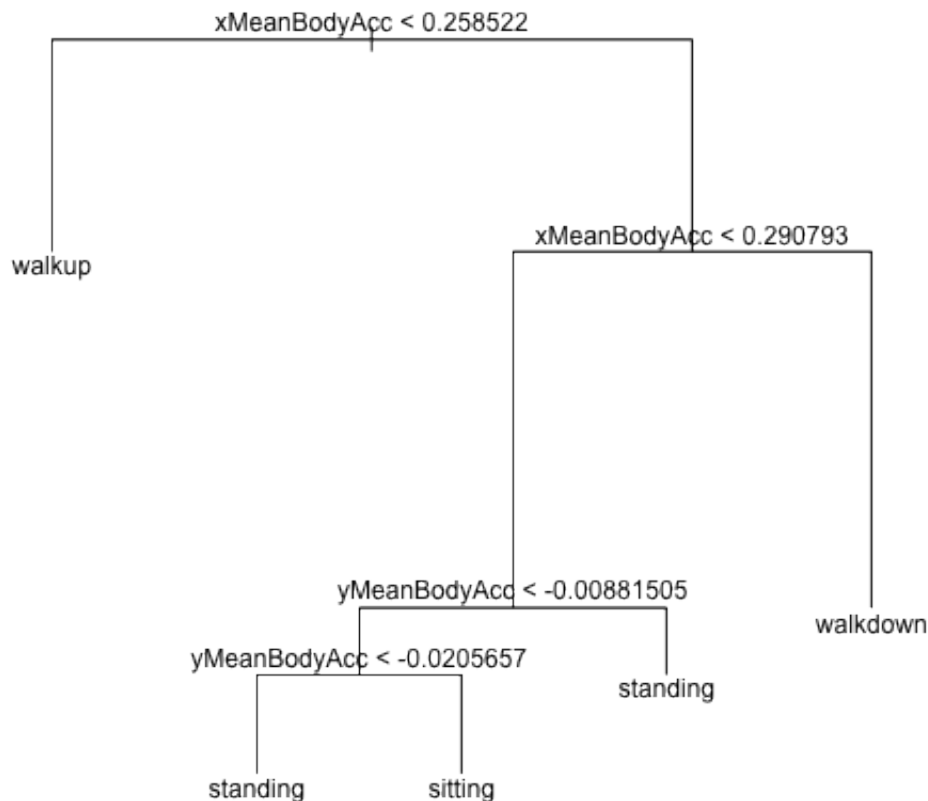 xMeanBodyAcc < 0.258522
xMeanBodyAcc < 0.290793
walkup
yMeanBodyAcc < -0.00881505
walkdown
yMeanBodyAcc < -0.0205657
standing
standing
sitting